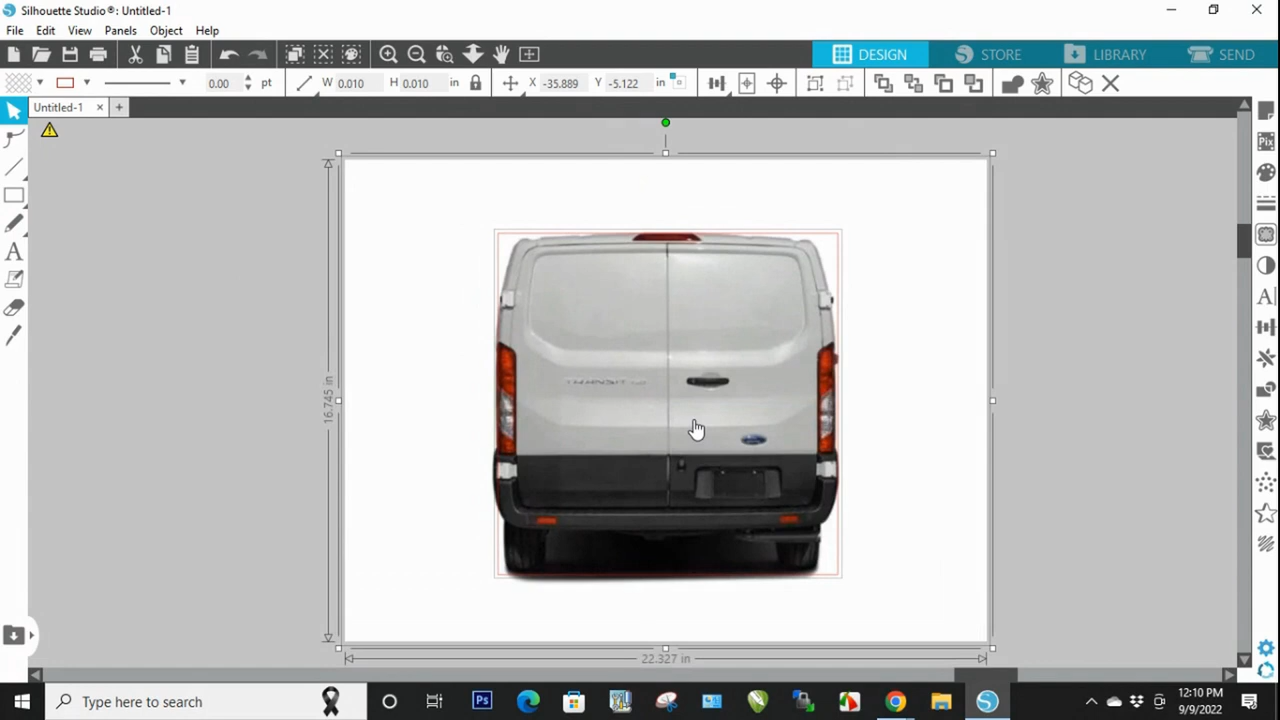 Silhouette Studio®: Untitled-1
File Edit View Panels Object Help
DESIGN STORE LIBRARY SEND
0.00 pt W 0.010 H 0.010 in X -35.889 Y -5.122 in
Untitled-1
16.745 in
TRANSIT
22.327 in
Type here to search
12:10 PM
9/9/2022